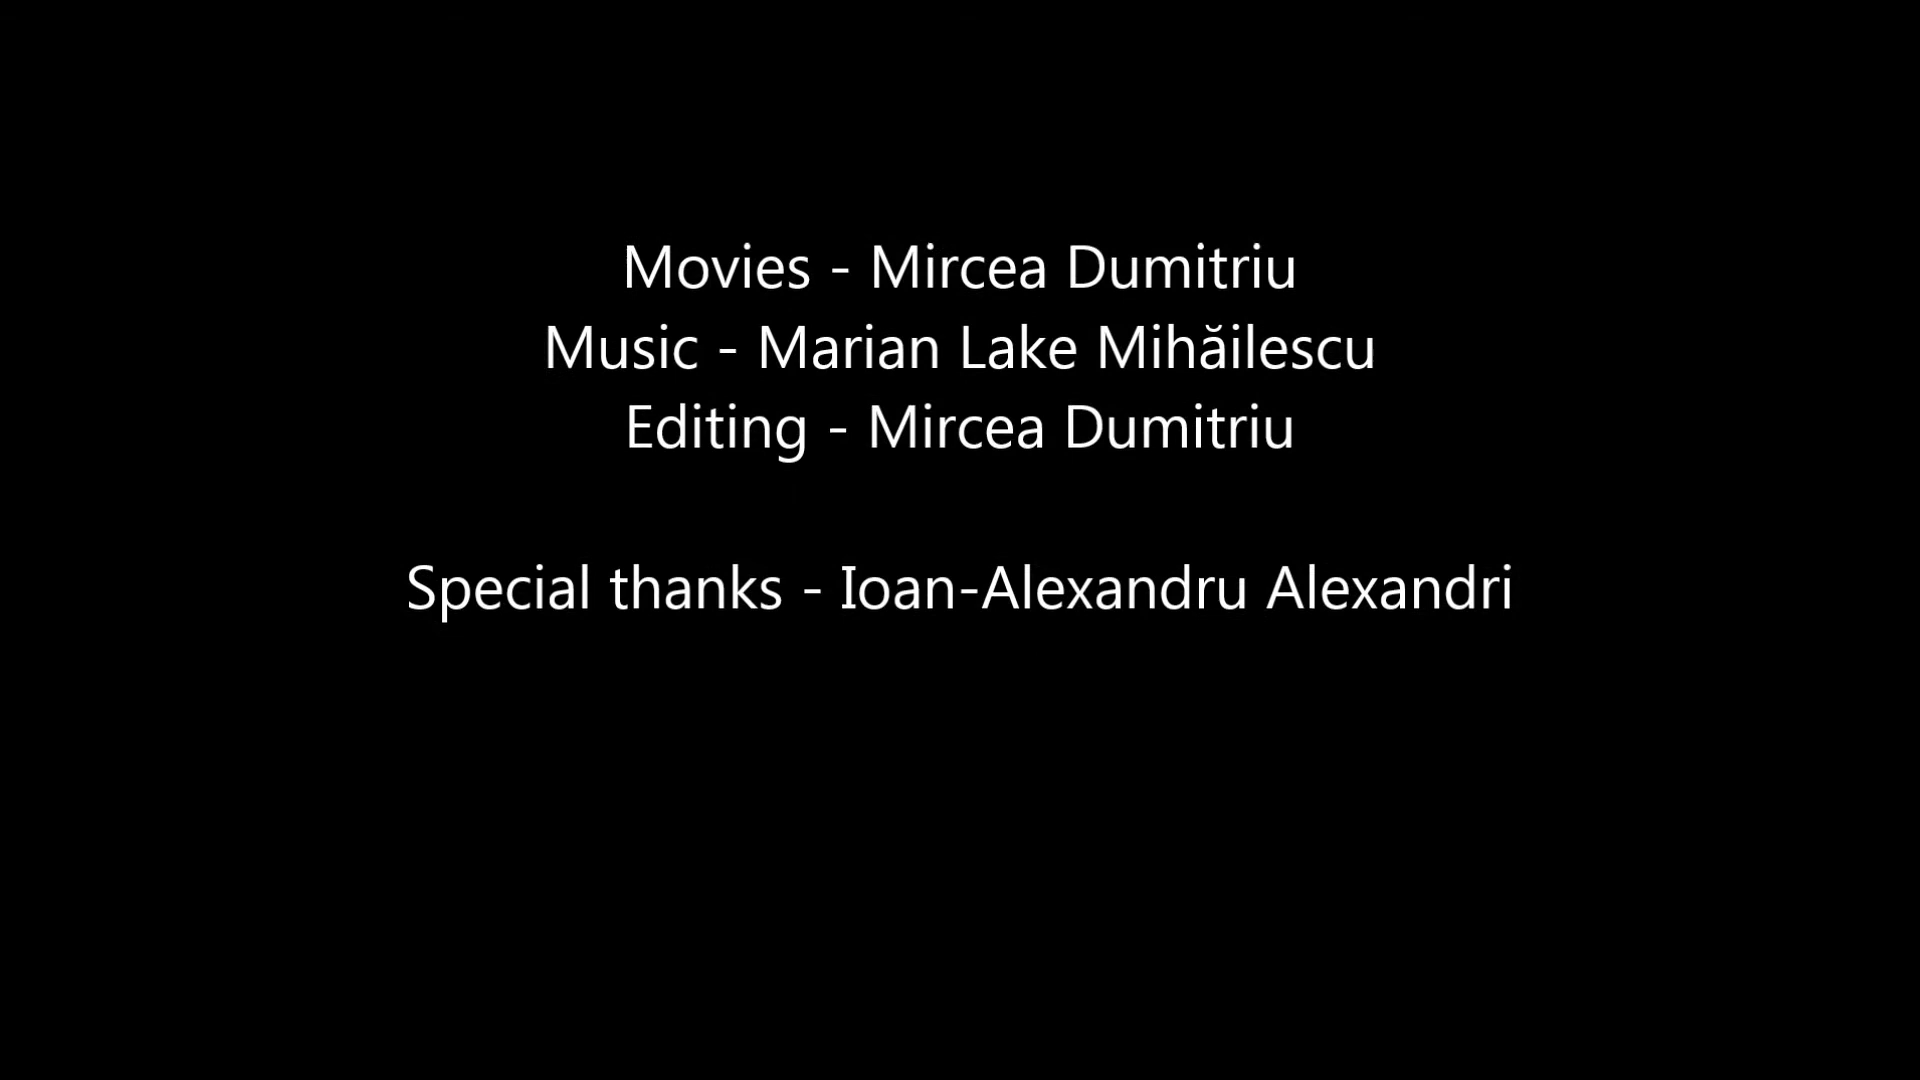 Movies - Mircea Dumitriu
Music - Marian Lake Mihăilescu
Editing - Mircea Dumitriu
Special thanks - Ioan-Alexandru Alexandri